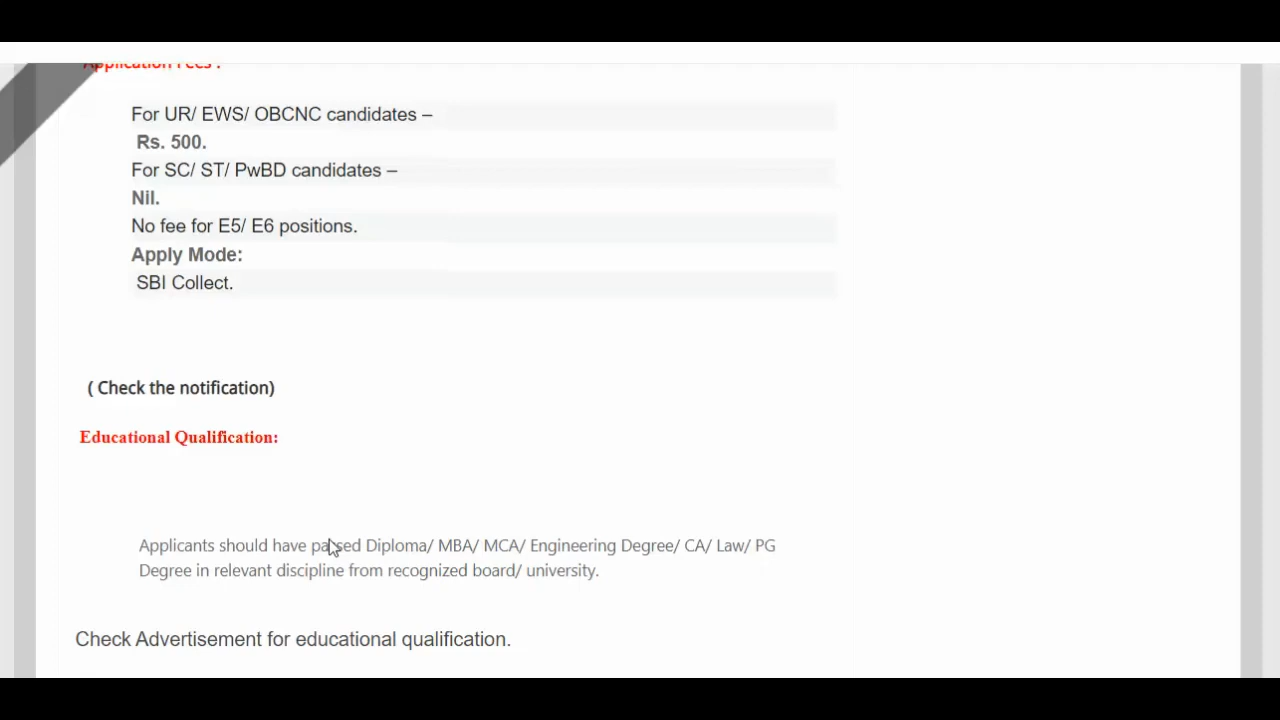 Application Fees :
For UR/ EWS/ OBCNC candidates –
Rs. 500.
For SC/ ST/ PwBD candidates –
Nil.
No fee for E5/ E6 positions.
Apply Mode:
SBI Collect.
( Check the notification)
Educational Qualification:
Applicants should have passed Diploma/ MBA/ MCA/ Engineering Degree/ CA/ Law/ PG
Degree in relevant discipline from recognized board/ university.
Check Advertisement for educational qualification.